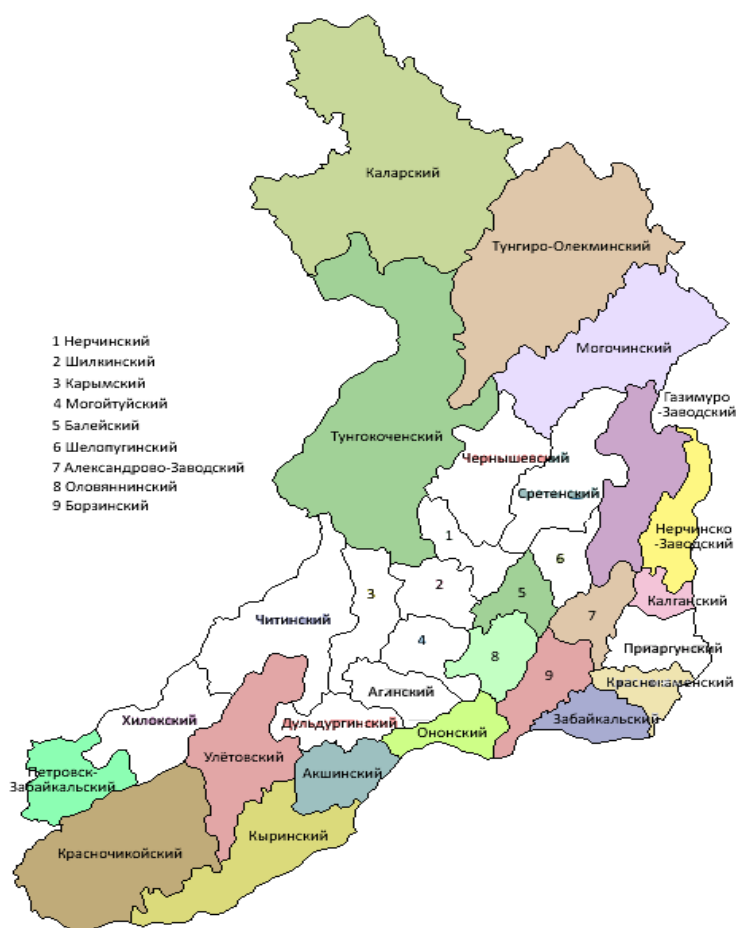 Каларский
Тунгиро-Олекминский
1 Нерчинский
2 Шилкинский
3 Карымский
4 Могойтуйский
5 Балейский
6 Шелопугинский
7 Александрово-Заводский
8 Оловяннинский
9 Борзинский
Могочинский
Газимуро
-Заводский
Тунгокоченский
Чернышевский
Сретенский
Нерчинско
-Заводский
1
6
2
3
5
Калганский
7
Читинский
4
8
Приаргунский
9
Краснокаменский
Агинский
Хилокский
Дульдургинский
Забайкальский
Ононский
Улётовский
Петровск-
Забайкальский
Акшинский
Кыринский
Красночикойский